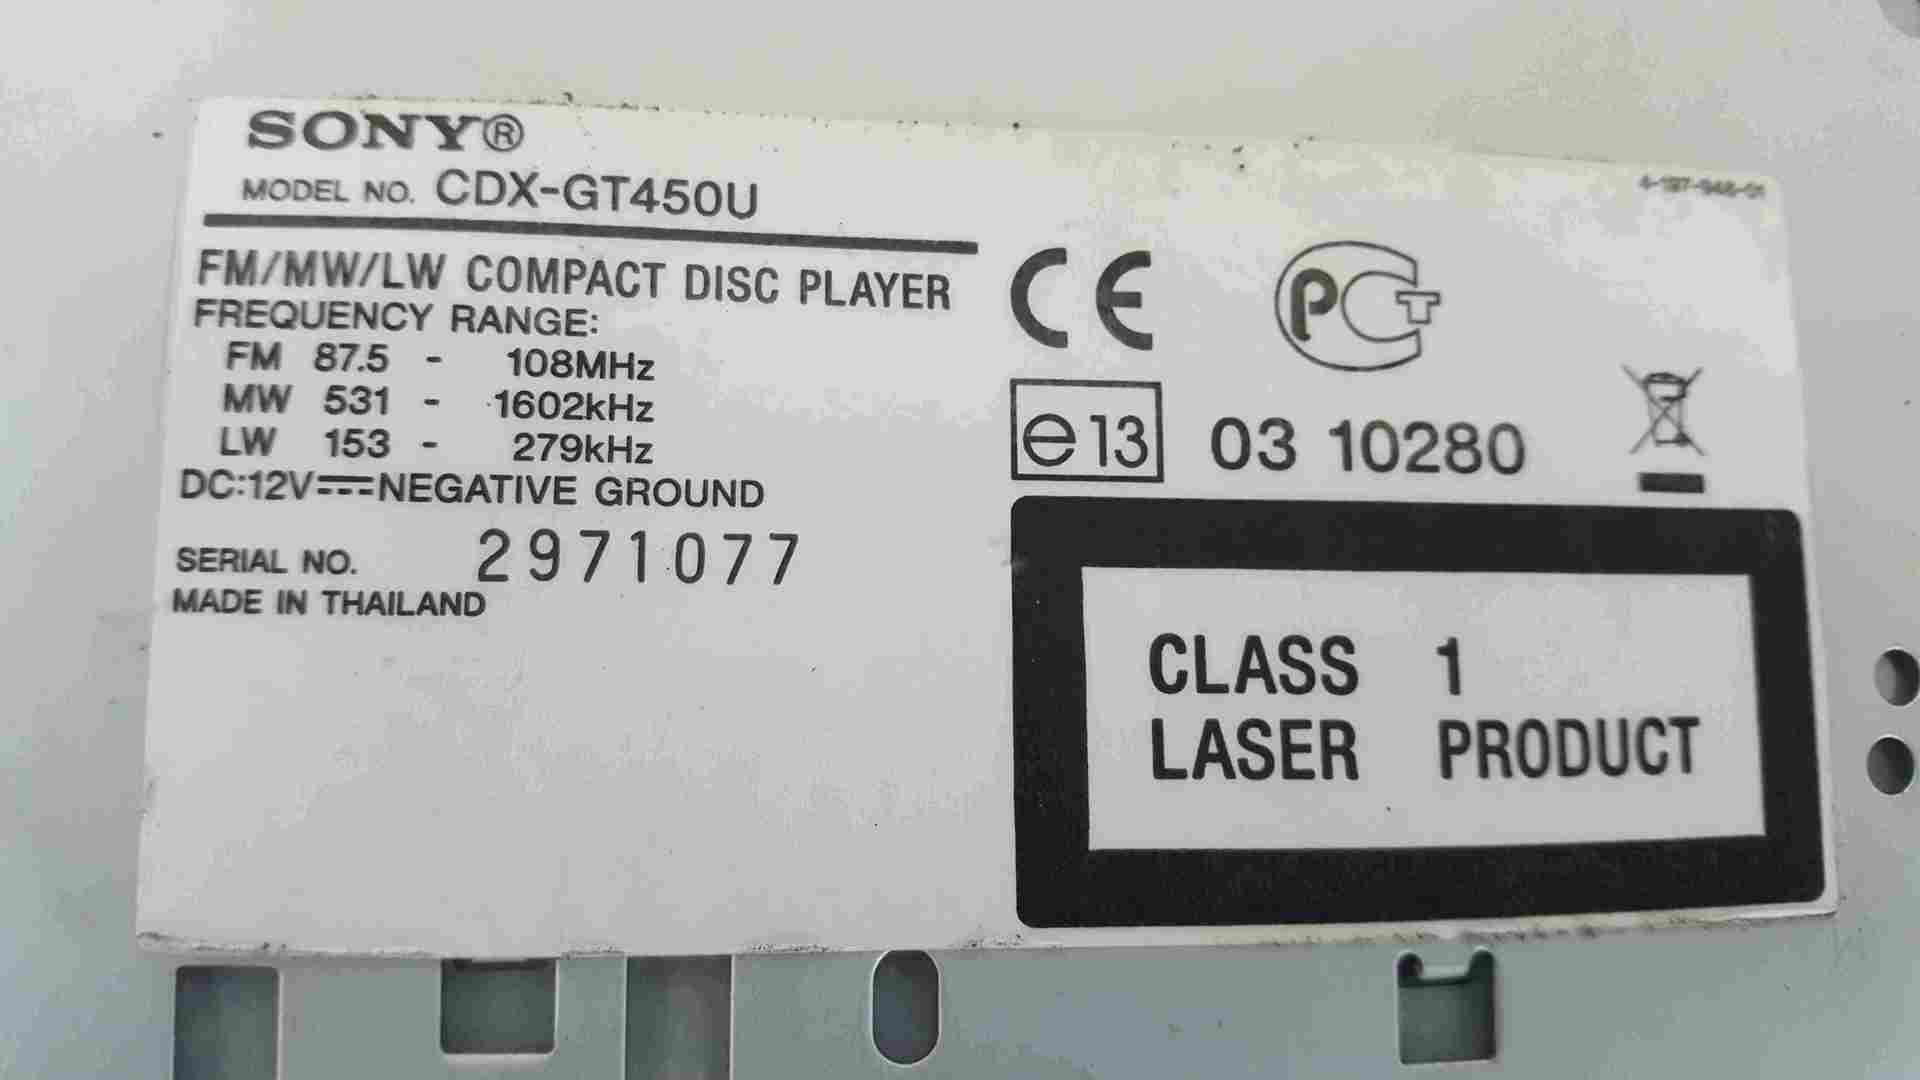 SONY®
MODEL NO. CDX-GT450U
FM/MW/LW COMPACT DISC PLAYER
FREQUENCY RANGE:
FM 87.5 - 108MHz
MW 531 - 1602kHz
LW 153 - 279kHz
DC:12V⎓NEGATIVE GROUND
SERIAL NO. 2971077
MADE IN THAILAND
CE PCT
e13 03 10280
CLASS 1
LASER PRODUCT